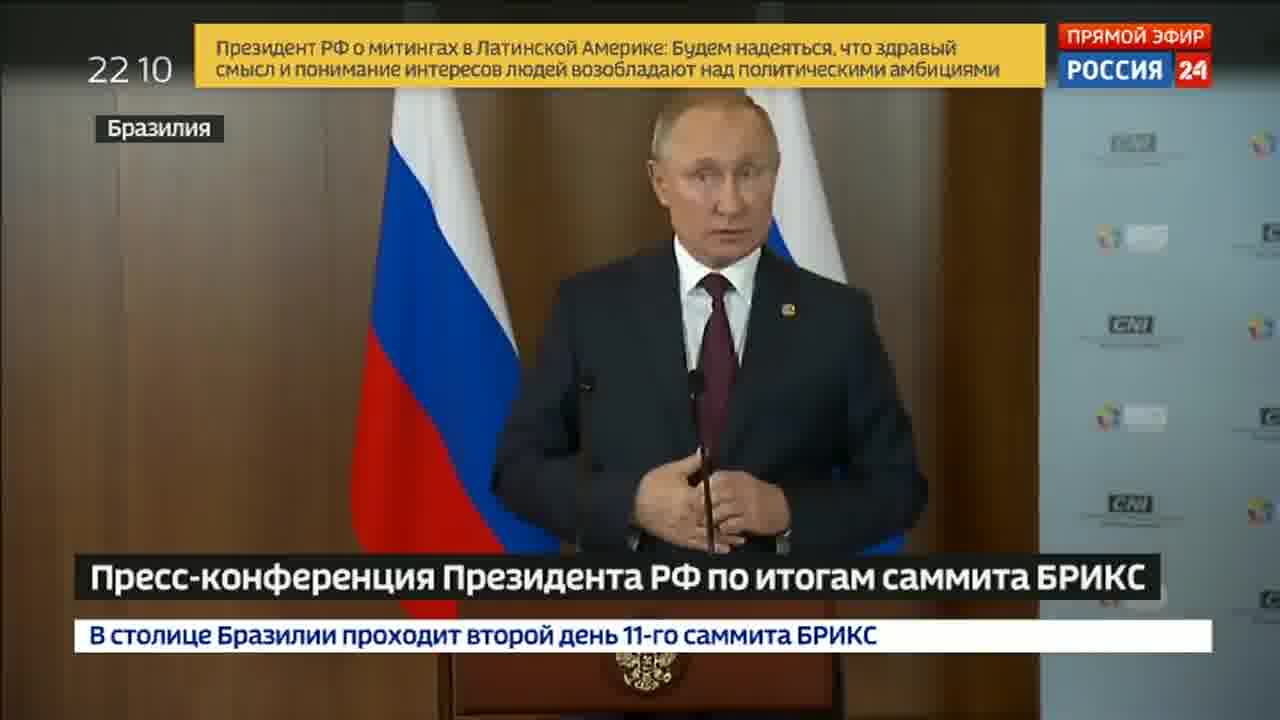 22 10
Президент РФ о митингах в Латинской Америке: Будем надеяться, что здравый
смысл и понимание интересов людей возобладают над политическими амбициями
ПРЯМОЙ ЭФИР
РОССИЯ 24
Бразилия
CNI
CNI
CNI
Пресс-конференция Президента РФ по итогам саммита БРИКС
В столице Бразилии проходит второй день 11-го саммита БРИКС